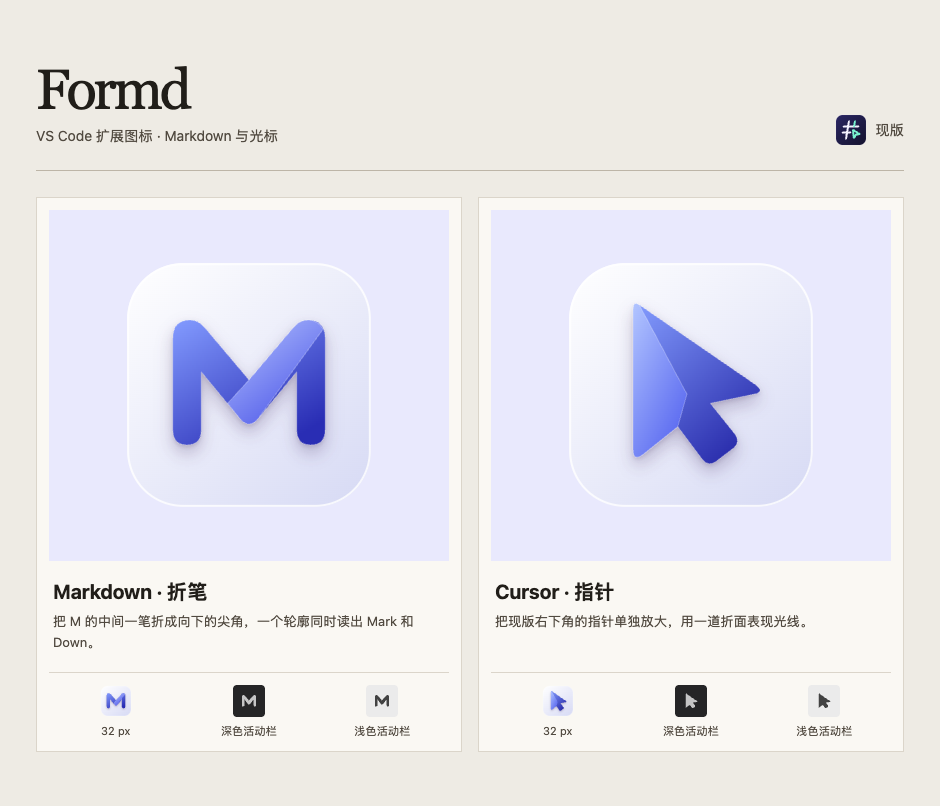 Formd
VS Code 扩展图标 · Markdown 与光标
现版
Markdown · 折笔
把 M 的中间一笔折成向下的尖角，一个轮廓同时读出 Mark 和
Down。
32 px
深色活动栏
浅色活动栏
Cursor · 指针
把现版右下角的指针单独放大，用一道折面表现光线。
32 px
深色活动栏
浅色活动栏